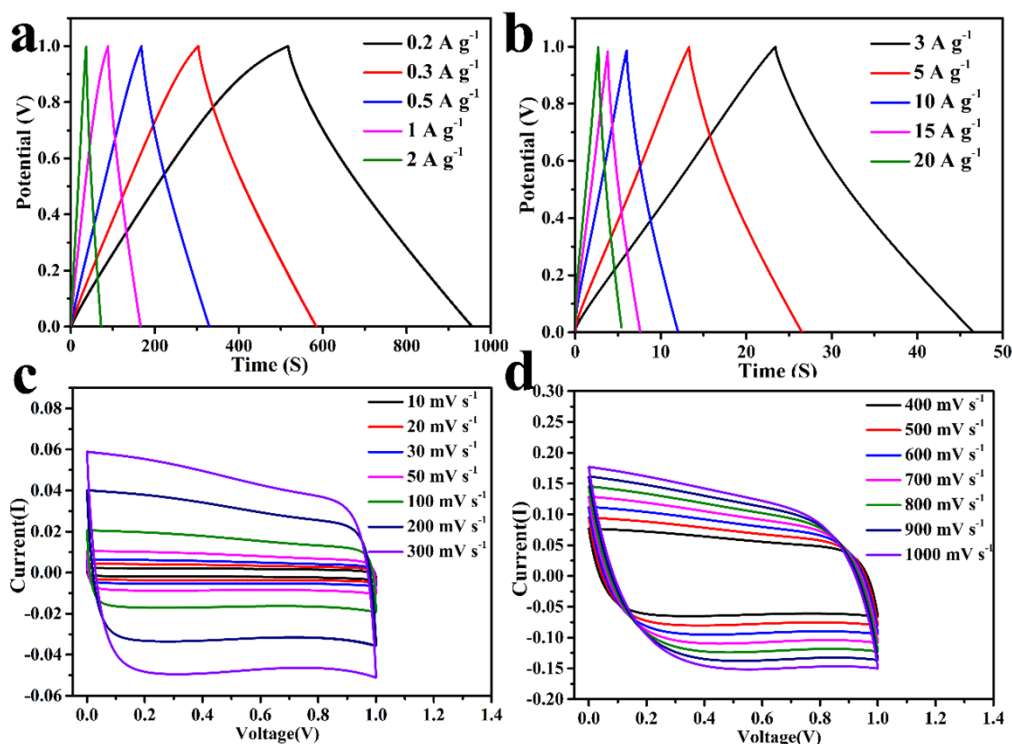 a
0.2 A g⁻¹
0.3 A g⁻¹
0.5 A g⁻¹
1 A g⁻¹
2 A g⁻¹
Potential (V)
1.0
0.8
0.6
0.4
0.2
0.0
0 200 400 600 800 1000
Time (S)
b
3 A g⁻¹
5 A g⁻¹
10 A g⁻¹
15 A g⁻¹
20 A g⁻¹
Potential (V)
1.0
0.8
0.6
0.4
0.2
0.0
0 10 20 30 40 50
Time (S)
c
10 mV s⁻¹
20 mV s⁻¹
30 mV s⁻¹
50 mV s⁻¹
100 mV s⁻¹
200 mV s⁻¹
300 mV s⁻¹
Current(I)
0.08
0.06
0.04
0.02
0.00
-0.02
-0.04
-0.06
0.0 0.2 0.4 0.6 0.8 1.0 1.2 1.4
Voltage(V)
d
400 mV s⁻¹
500 mV s⁻¹
600 mV s⁻¹
700 mV s⁻¹
800 mV s⁻¹
900 mV s⁻¹
1000 mV s⁻¹
Current(I)
0.30
0.25
0.20
0.15
0.10
0.05
0.00
-0.05
-0.10
-0.15
-0.20
0.0 0.2 0.4 0.6 0.8 1.0 1.2 1.4
Voltage(V)